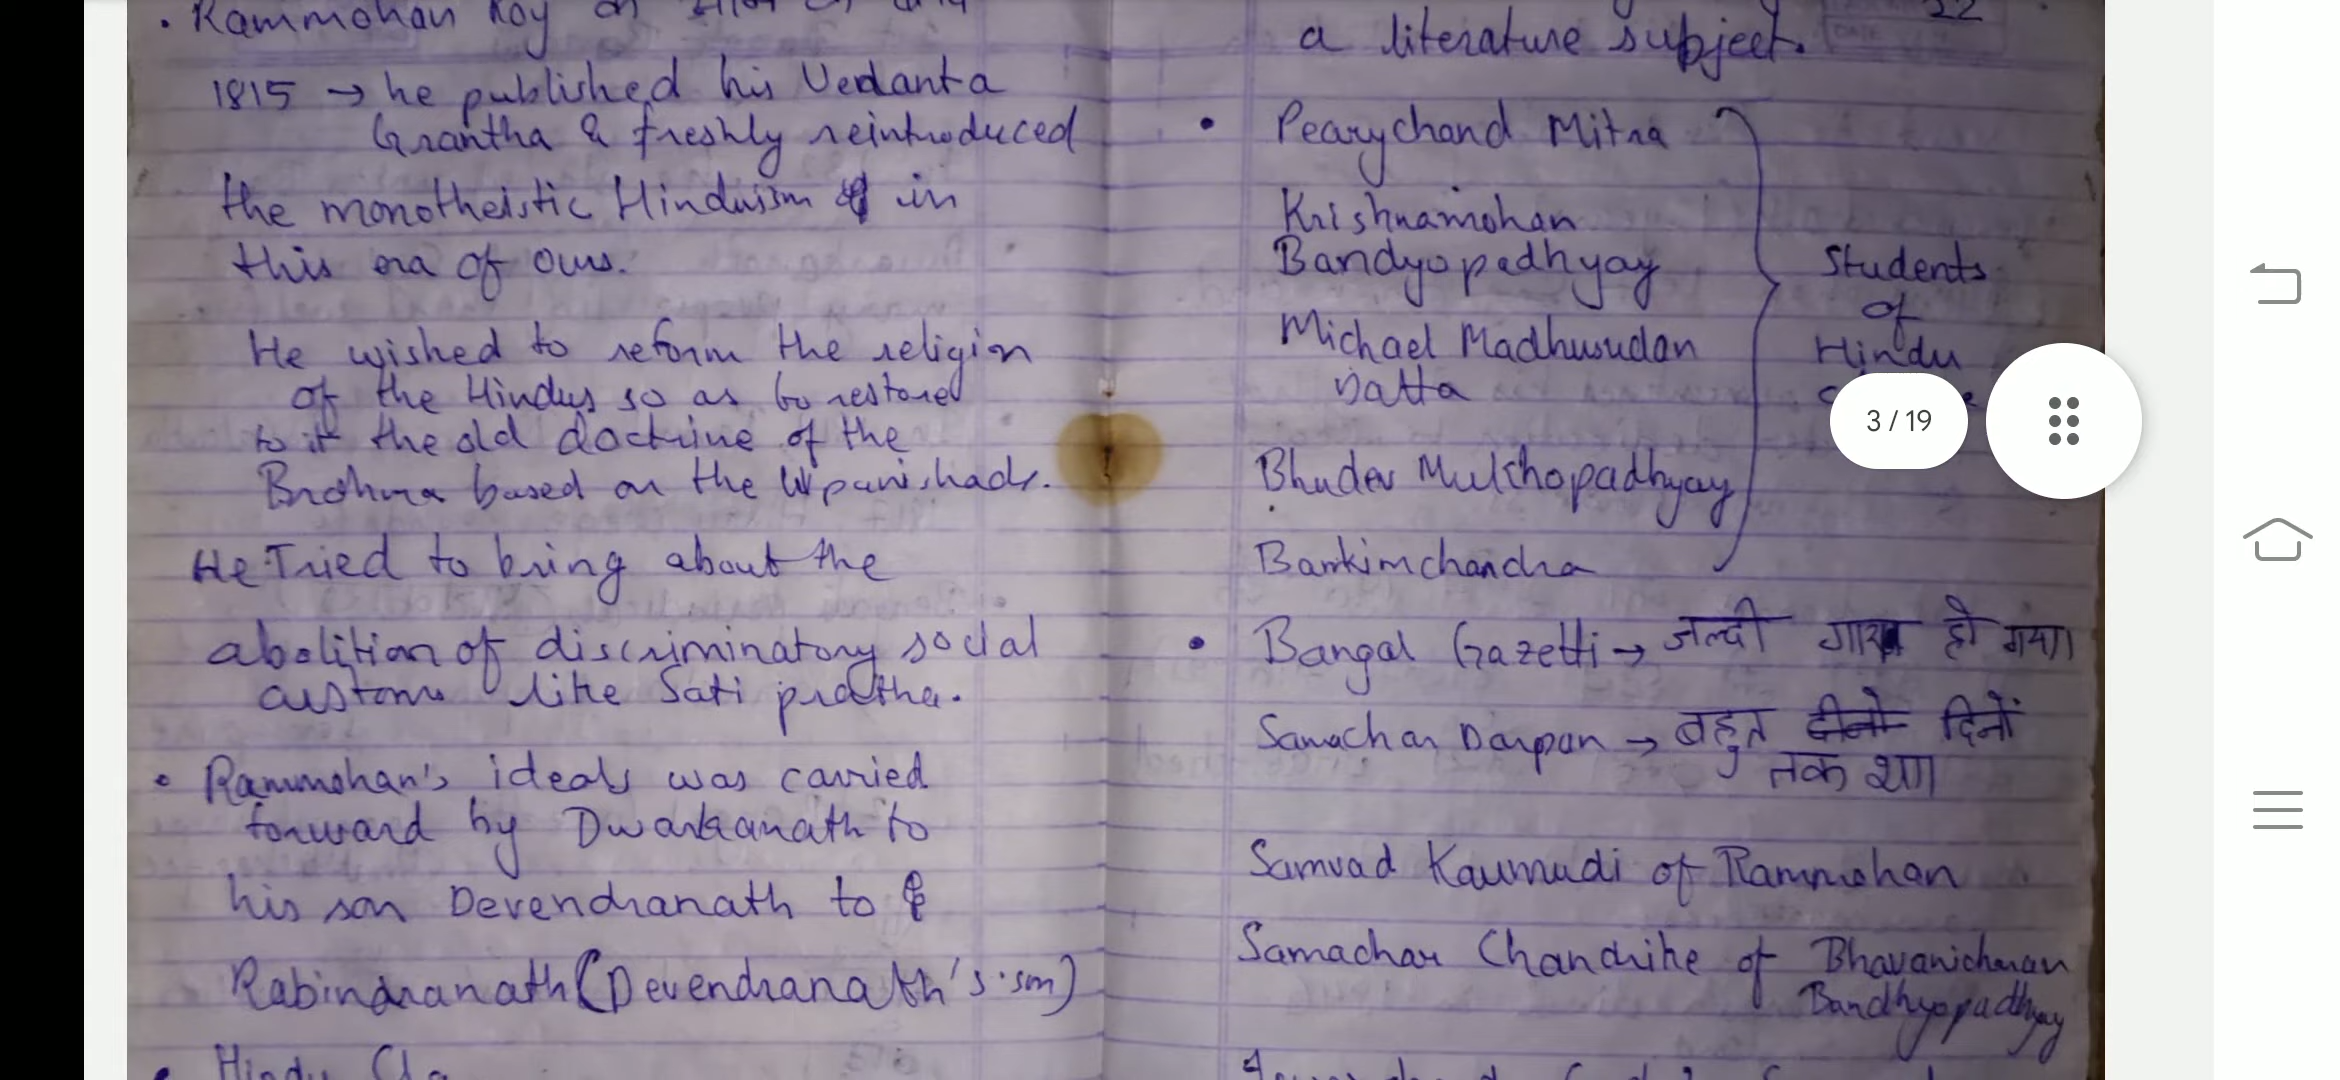 • Rammohan Roy
1815 → he published his Vedanta
Grantha & freshly reintroduced
the monotheistic Hinduism in
this era of ours.
He wished to reform the religion
of the Hindus so as to restored
to it the old doctrine of the
Brahma based on the Upanishads.
He Tried to bring about the
abolition of discriminatory social
customs like Sati pratha.
• Rammohan's ideals was carried
forward by Dwarkanath to
his son Devendranath to
Rabindranath (Devendranath's son)
• Hindu
22
a literature subject.
• Pearychand Mitra
Krishnamohan
Bandyopadhyay
Michael Madhusudan
Datta
Bhudev Mukhopadhyay
Bankimchandra
Students
of
Hindu
• Bangal Gazetti → जल्दी हो गया।
Samachar Darpan → बहुत दीनो दिनों
तक
Samvad Kaumudi of Rammohan
Samachar Chandrike of Bhavanicharan
Bandhyopadhyay
3 / 19